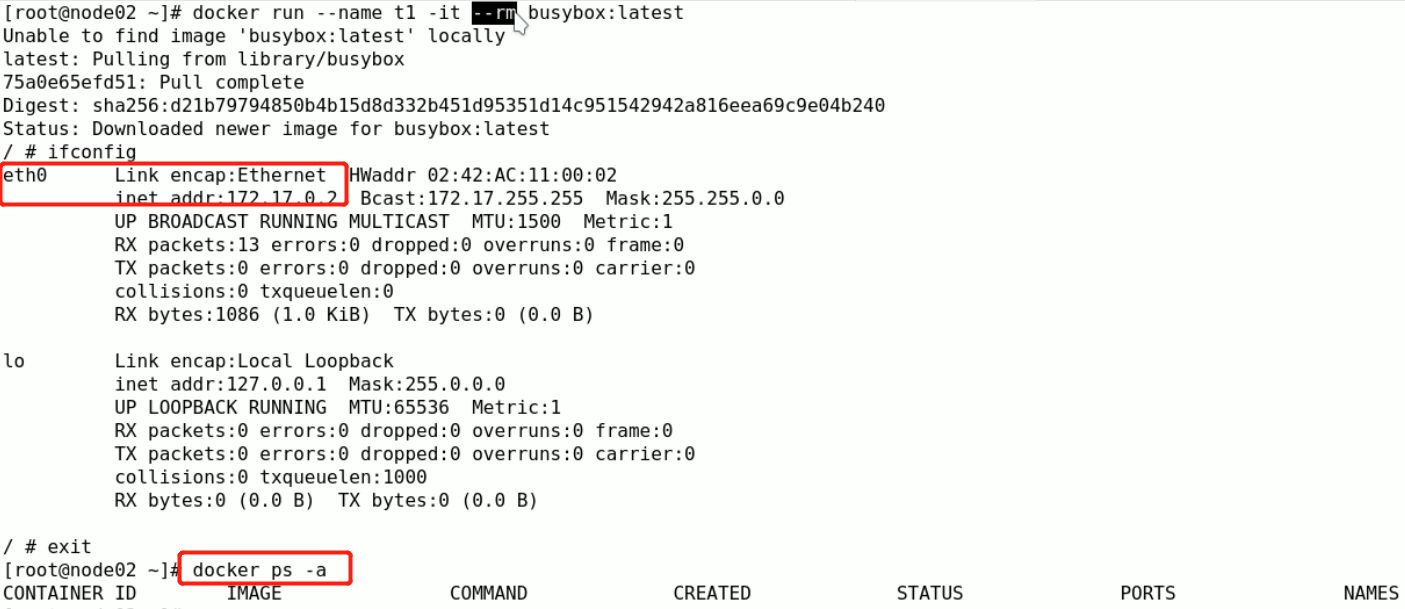 [root@node02 ~]# docker run --name t1 -it --rm busybox:latest
Unable to find image 'busybox:latest' locally
latest: Pulling from library/busybox
75a0e65efd51: Pull complete
Digest: sha256:d21b79794850b4b15d8d332b451d95351d14c951542942a816eea69c9e04b240
Status: Downloaded newer image for busybox:latest
/ # ifconfig
eth0      Link encap:Ethernet  HWaddr 02:42:AC:11:00:02
          inet addr:172.17.0.2  Bcast:172.17.255.255  Mask:255.255.0.0
          UP BROADCAST RUNNING MULTICAST  MTU:1500  Metric:1
          RX packets:13 errors:0 dropped:0 overruns:0 frame:0
          TX packets:0 errors:0 dropped:0 overruns:0 carrier:0
          collisions:0 txqueuelen:0
          RX bytes:1086 (1.0 KiB)  TX bytes:0 (0.0 B)
lo        Link encap:Local Loopback
          inet addr:127.0.0.1  Mask:255.0.0.0
          UP LOOPBACK RUNNING  MTU:65536  Metric:1
          RX packets:0 errors:0 dropped:0 overruns:0 frame:0
          TX packets:0 errors:0 dropped:0 overruns:0 carrier:0
          collisions:0 txqueuelen:1000
          RX bytes:0 (0.0 B)  TX bytes:0 (0.0 B)
/ # exit
[root@node02 ~]# docker ps -a
CONTAINER ID        IMAGE               COMMAND             CREATED             STATUS              PORTS               NAMES